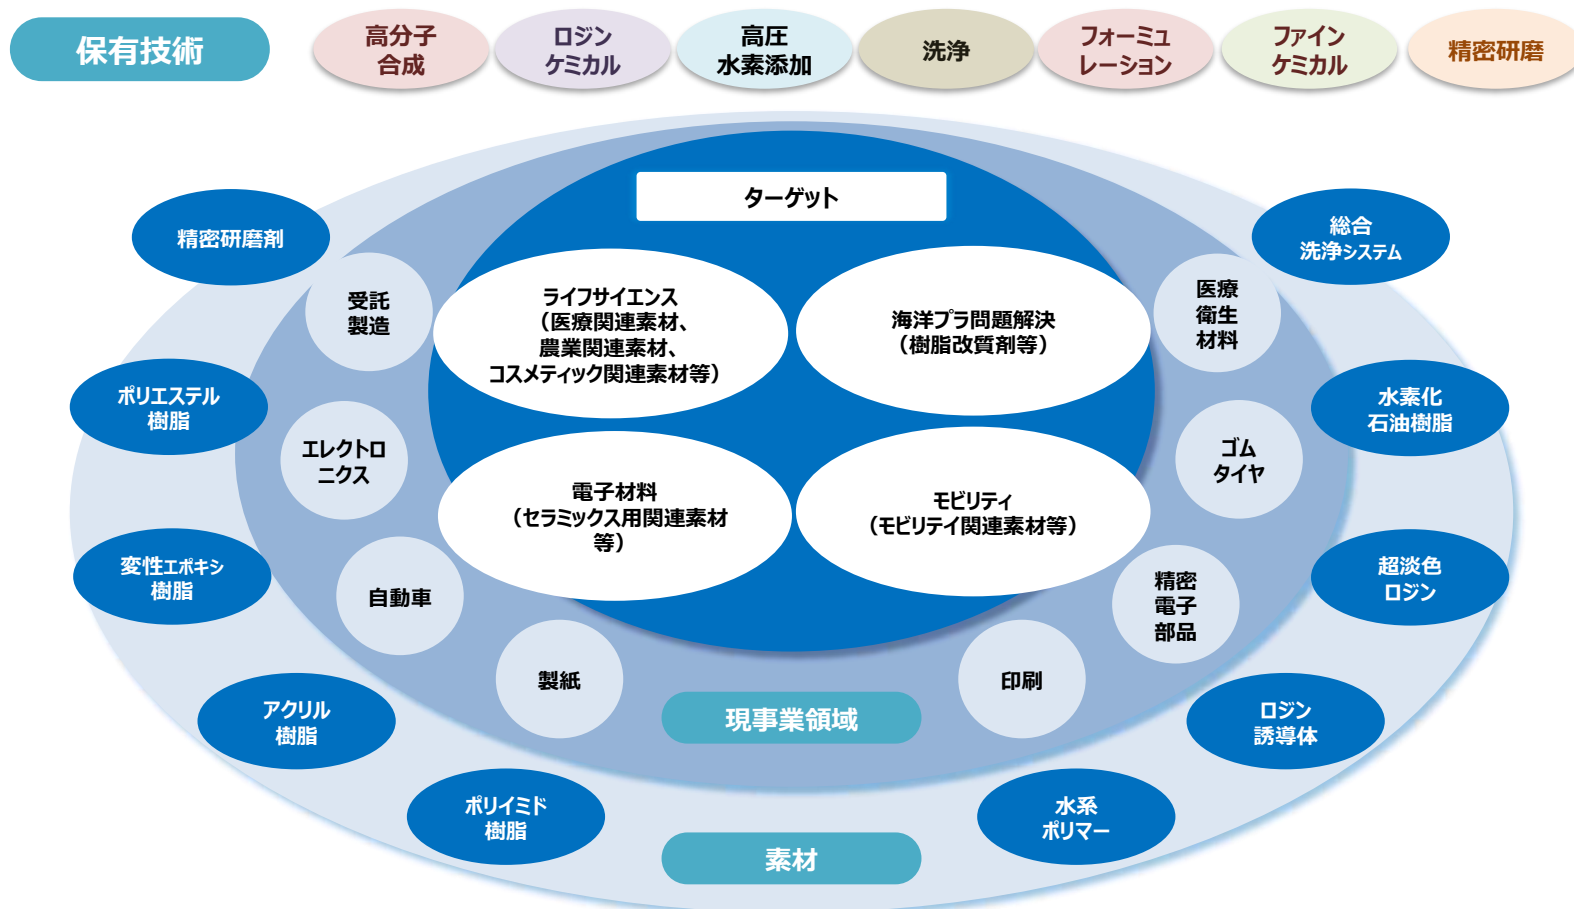 保有技術
高分子
合成
ロジン
ケミカル
高圧
水素添加
洗浄
フォーミュ
レーション
ファイン
ケミカル
精密研磨
ターゲット
ライフサイエンス
（医療関連素材、
農業関連素材、
コスメティック関連素材等）
海洋プラ問題解決
（樹脂改質剤等）
電子材料
（セラミックス用関連素材
等）
モビリティ
（モビリテイ関連素材等）
受託
製造
エレクトロ
ニクス
自動車
製紙
印刷
精密
電子
部品
ゴム
タイヤ
医療
衛生
材料
現事業領域
精密研磨剤
ポリエステル
樹脂
変性エポキシ
樹脂
アクリル
樹脂
ポリイミド
樹脂
水系
ポリマー
ロジン
誘導体
超淡色
ロジン
水素化
石油樹脂
総合
洗浄システム
素材